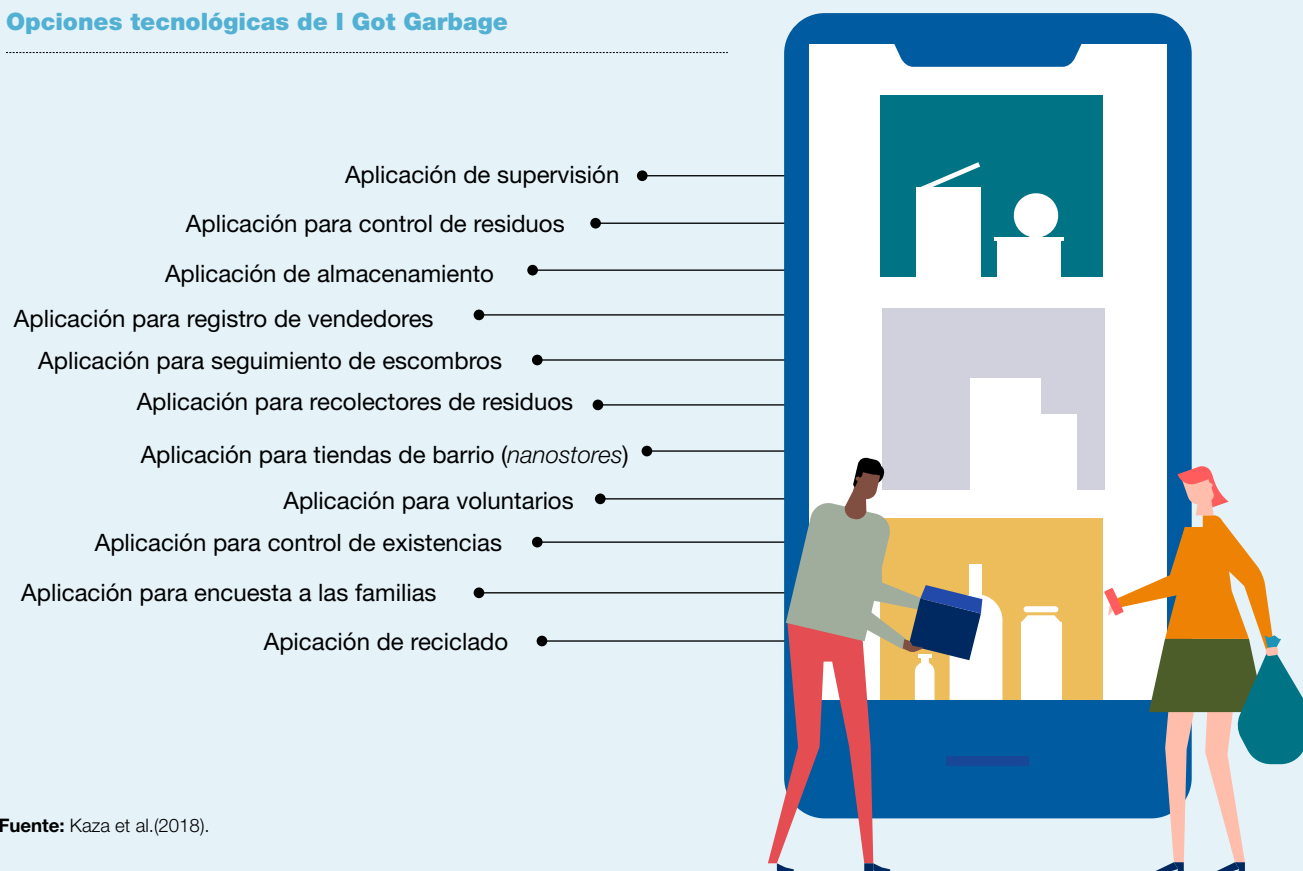 Opciones tecnológicas de I Got Garbage
Aplicación de supervisión
Aplicación para control de residuos
Aplicación de almacenamiento
Aplicación para registro de vendedores
Aplicación para seguimiento de escombros
Aplicación para recolectores de residuos
Aplicación para tiendas de barrio (nanostores)
Aplicación para voluntarios
Aplicación para control de existencias
Aplicación para encuesta a las familias
Apicación de reciclado
Fuente: Kaza et al.(2018).